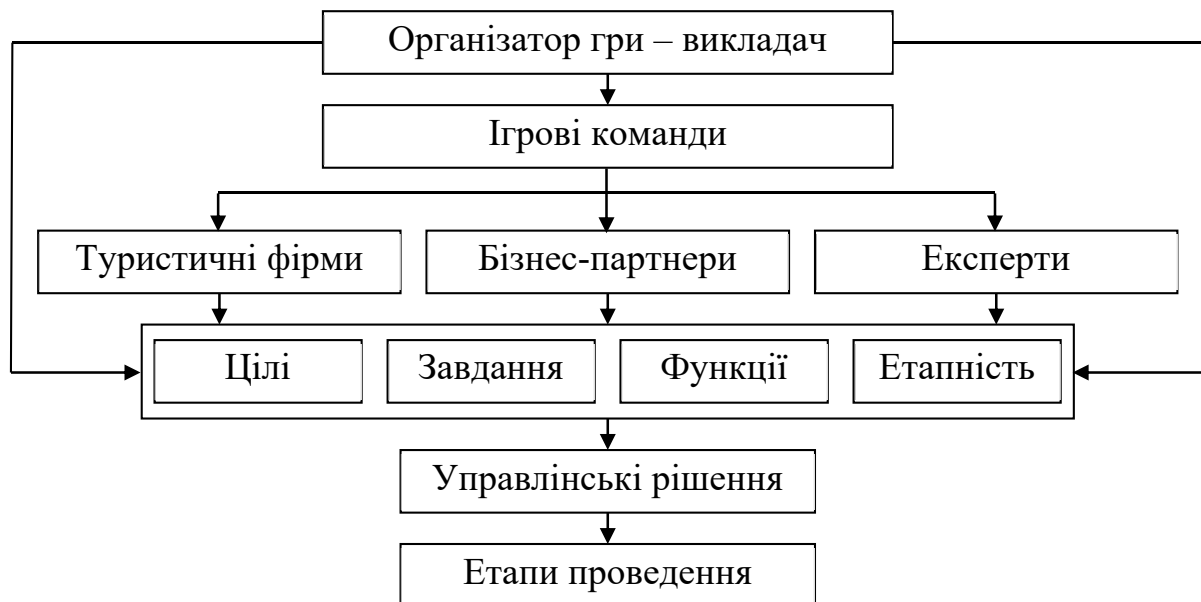 Організатор гри – викладач
Ігрові команди
Туристичні фірми
Бізнес-партнери
Експерти
Цілі
Завдання
Функції
Етапність
Управлінські рішення
Етапи проведення